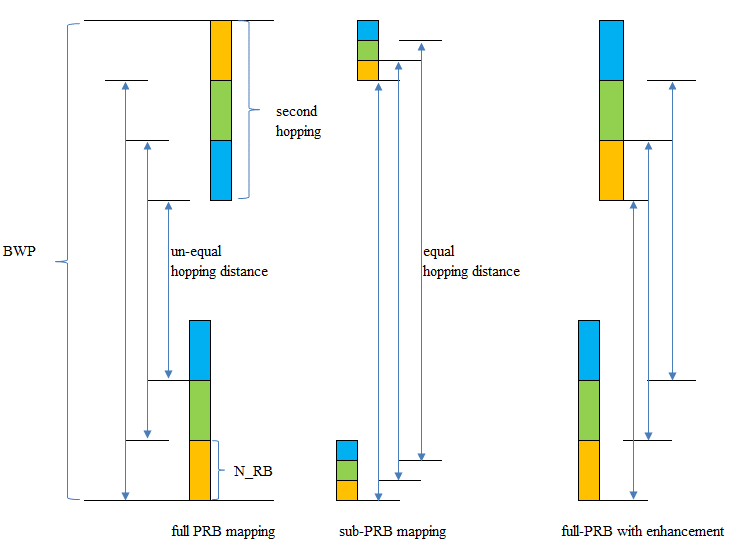 second
hopping
BWP
un-equal
hopping distance
equal
hopping distance
N_RB
full PRB mapping
sub-PRB mapping
full-PRB with enhancement